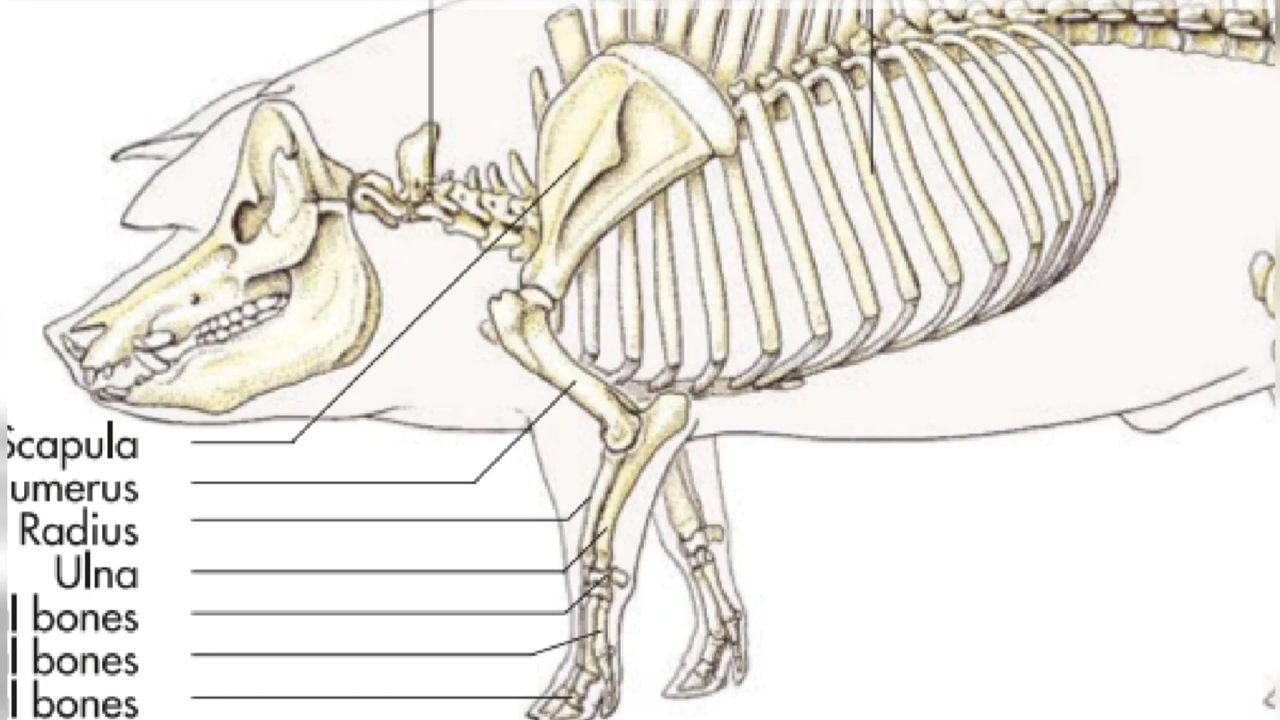 Scapula
umerus
Radius
Ulna
l bones
l bones
l bones